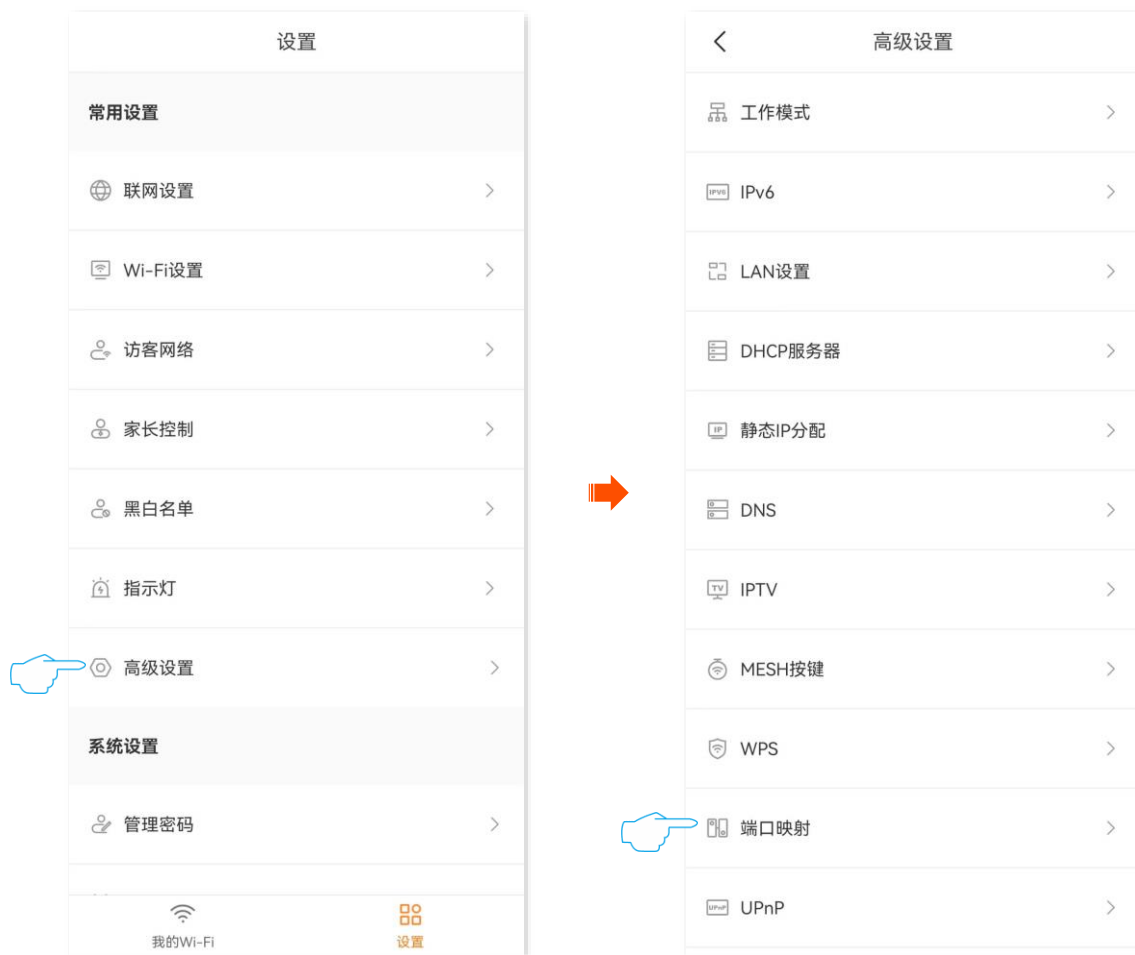 设置
常用设置
联网设置
Wi-Fi设置
访客网络
家长控制
黑白名单
指示灯
高级设置
系统设置
管理密码
我的Wi-Fi
设置
高级设置
工作模式
IPV6 IPv6
LAN设置
DHCP服务器
IP 静态IP分配
DNS
TV IPTV
MESH按键
WPS
端口映射
UPnP UPnP